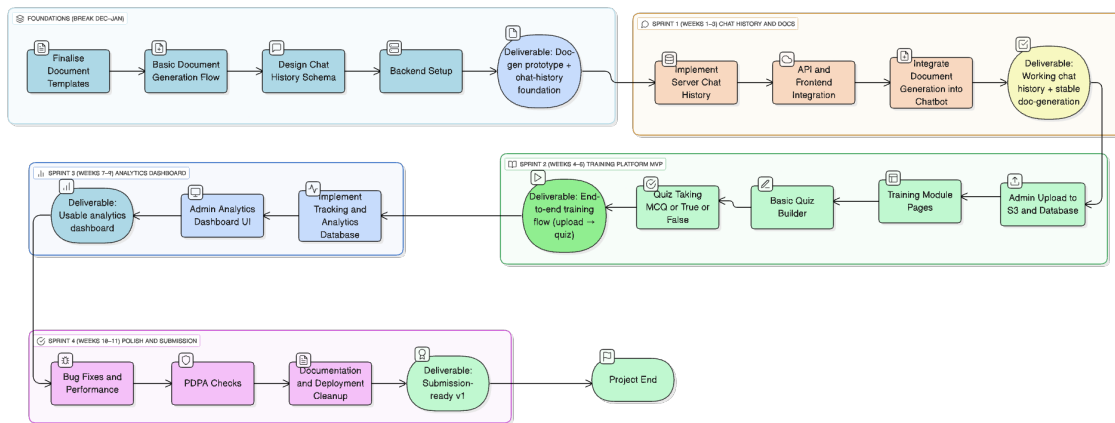 FOUNDATIONS (BREAK DEC–JAN)
Finalise
Document
Templates
Basic Document
Generation Flow
Design Chat
History Schema
Backend Setup
Deliverable: Doc-
gen prototype +
chat-history
foundation
SPRINT 1 (WEEKS 1–3) CHAT HISTORY AND DOCS
Implement
Server Chat
History
API and
Frontend
Integration
Integrate
Document
Generation into
Chatbot
Deliverable:
Working chat
history + stable
doc-generation
SPRINT 2 (WEEKS 4–6) TRAINING PLATFORM MVP
Admin Upload to
S3 and Database
Training Module
Pages
Basic Quiz
Builder
Quiz Taking
MCQ or True or
False
Deliverable: End-
to-end training
flow (upload →
quiz)
SPRINT 3 (WEEKS 7–9) ANALYTICS DASHBOARD
Implement
Tracking and
Analytics
Database
Admin Analytics
Dashboard UI
Deliverable:
Usable analytics
dashboard
SPRINT 4 (WEEKS 10–11) POLISH AND SUBMISSION
Bug Fixes and
Performance
PDPA Checks
Documentation
and Deployment
Cleanup
Deliverable:
Submission-
ready v1
Project End